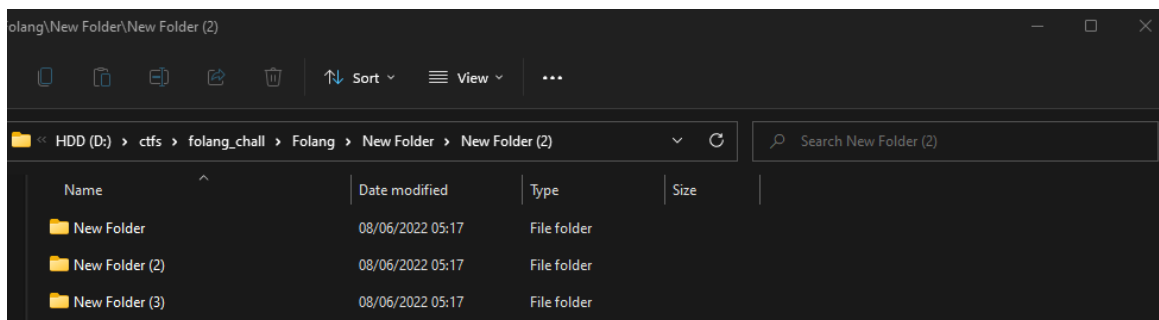 olang\New Folder\New Folder (2)
Sort View
HDD (D:) › ctfs › folang_chall › Folang › New Folder › New Folder (2) Search New Folder (2)
Name Date modified Type Size
New Folder 08/06/2022 05:17 File folder
New Folder (2) 08/06/2022 05:17 File folder
New Folder (3) 08/06/2022 05:17 File folder